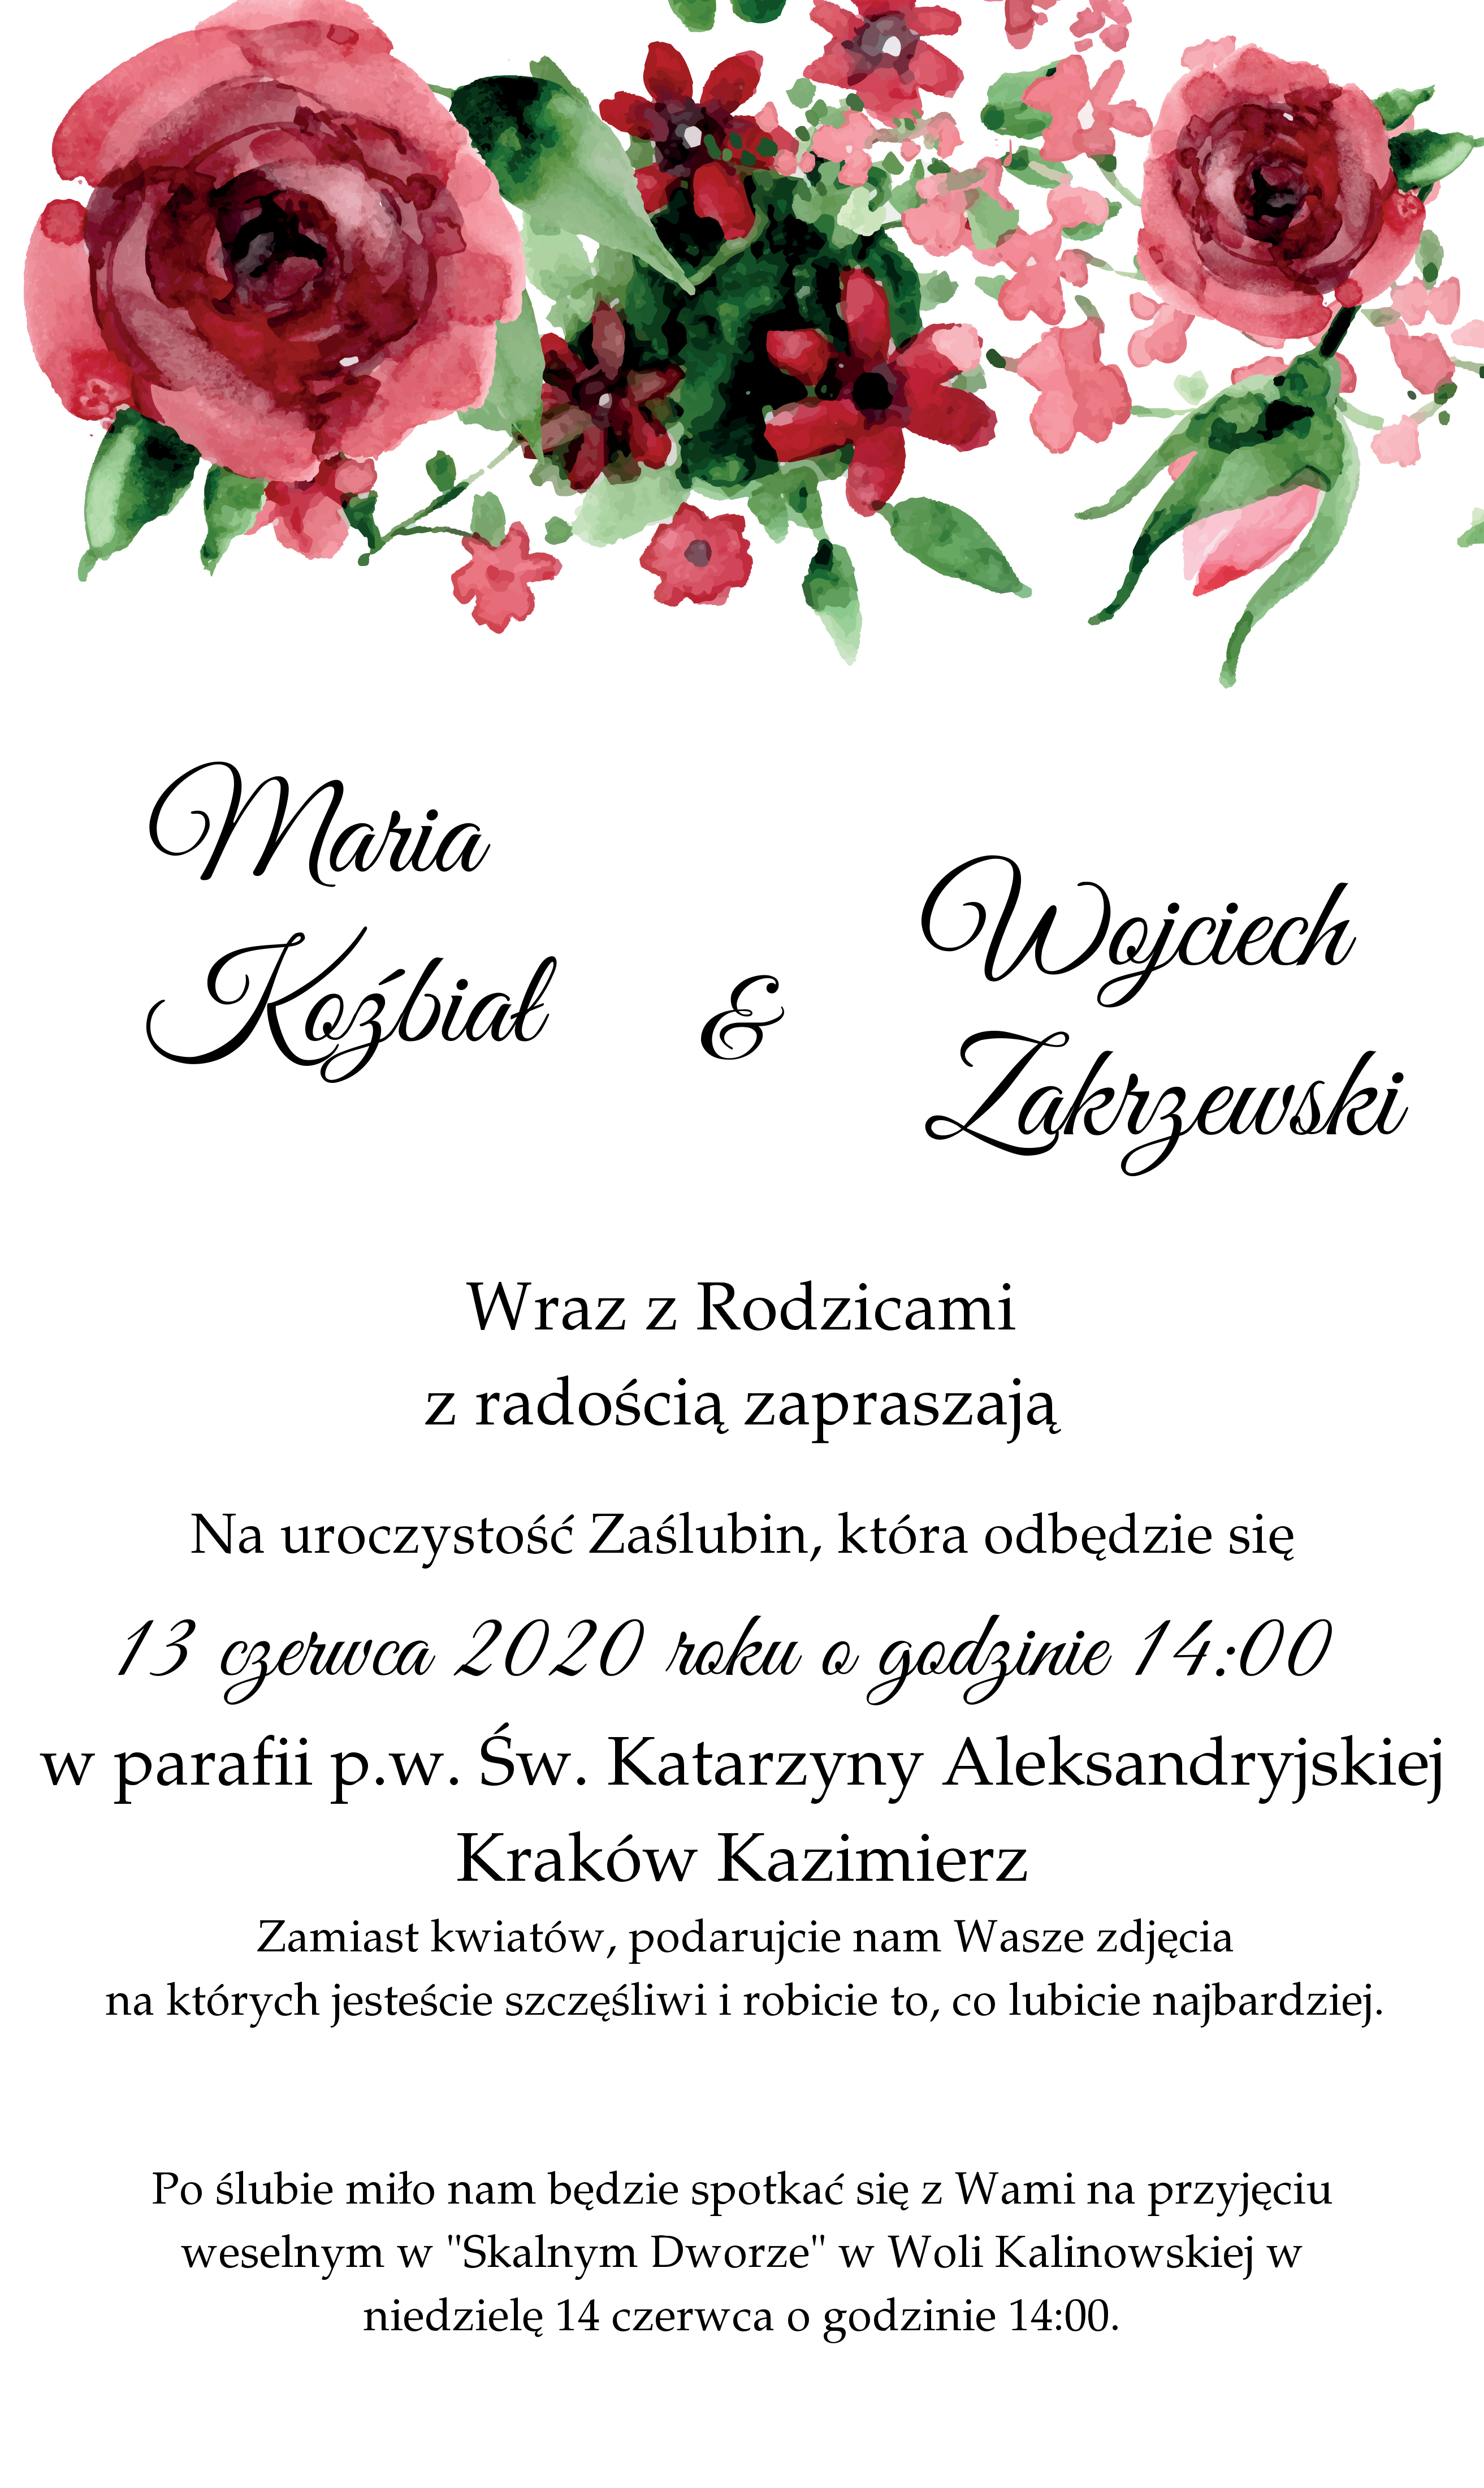 Maria
Koźbiał
&
Wojciech
Zakrzewski
Wraz z Rodzicami
z radością zapraszają
Na uroczystość Zaślubin, która odbędzie się
13 czerwca 2020 roku o godzinie 14:00
w parafii p.w. Św. Katarzyny Aleksandryjskiej
Kraków Kazimierz
Zamiast kwiatów, podarujcie nam Wasze zdjęcia
na których jesteście szczęśliwi i robicie to, co lubicie najbardziej.
Po ślubie miło nam będzie spotkać się z Wami na przyjęciu
weselnym w "Skalnym Dworze" w Woli Kalinowskiej w
niedzielę 14 czerwca o godzinie 14:00.